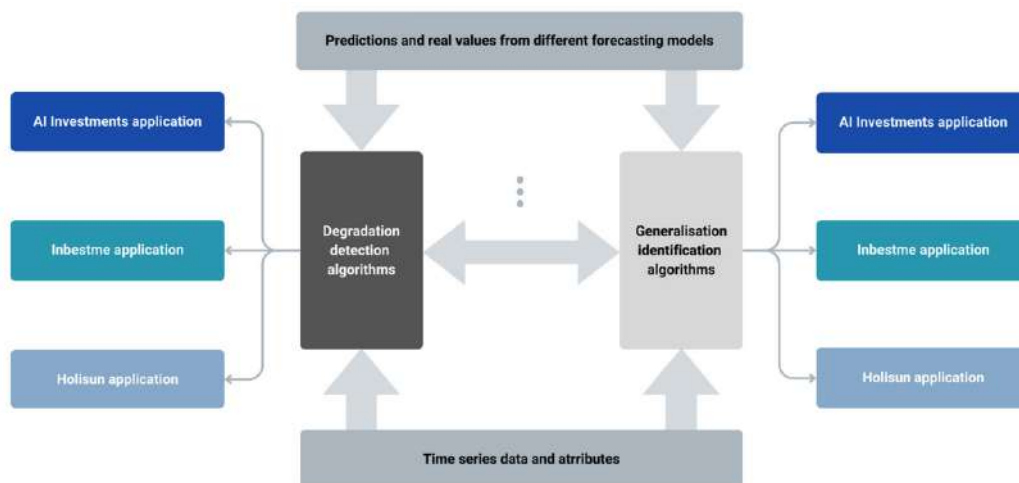 Predictions and real values from different forecasting models
AI Investments application
Inbestme application
Holisun application
Degradation
detection
algorithms
Generalisation
identification
algorithms
AI Investments application
Inbestme application
Holisun application
Time series data and atrributes